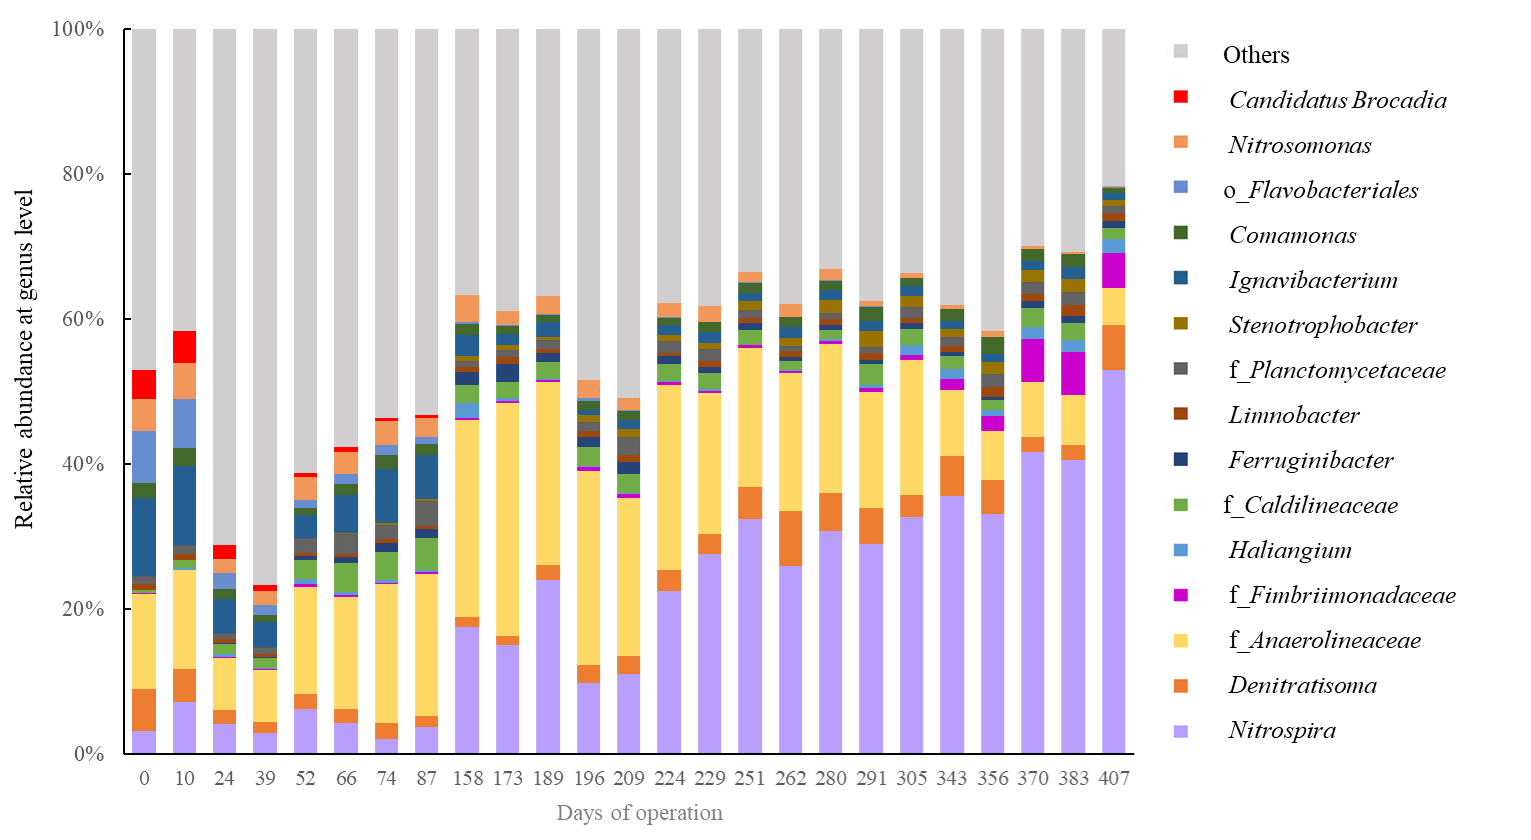 Relative abundance at genus level
100%
80%
60%
40%
20%
0%
0 10 24 39 52 66 74 87 158 173 189 196 209 224 229 251 262 280 291 305 343 356 370 383 407
Days of operation
Others
Candidatus Brocadia
Nitrosomonas
o_Flavobacteriales
Comamonas
Ignavibacterium
Stenotrophobacter
f_Planctomycetaceae
Limnobacter
Ferruginibacter
f_Caldilineaceae
Haliangium
f_Fimbriimonadaceae
f_Anaerolineaceae
Denitratisoma
Nitrospira